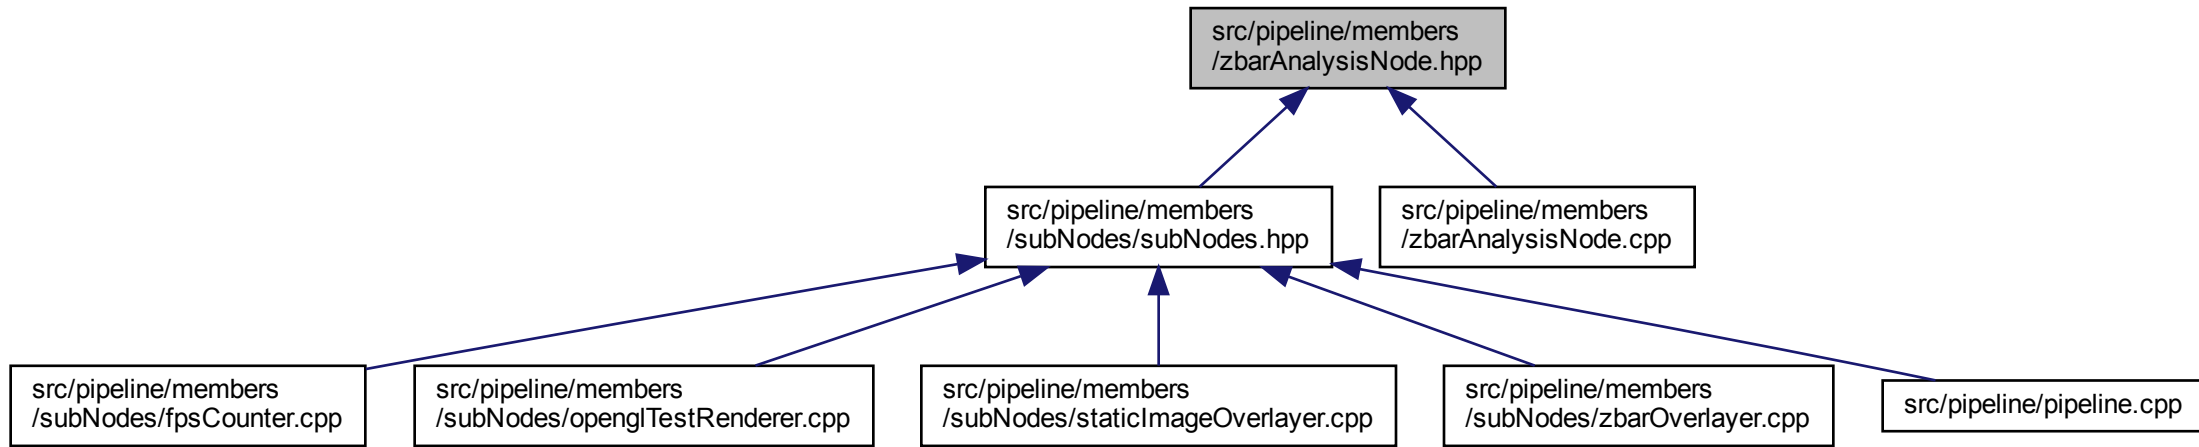 src/pipeline/members
/zbarAnalysisNode.hpp
src/pipeline/members
/subNodes/subNodes.hpp
src/pipeline/members
/zbarAnalysisNode.cpp
src/pipeline/members
/subNodes/fpsCounter.cpp
src/pipeline/members
/subNodes/openglTestRenderer.cpp
src/pipeline/members
/subNodes/staticImageOverlayer.cpp
src/pipeline/members
/subNodes/zbarOverlayer.cpp
src/pipeline/pipeline.cpp